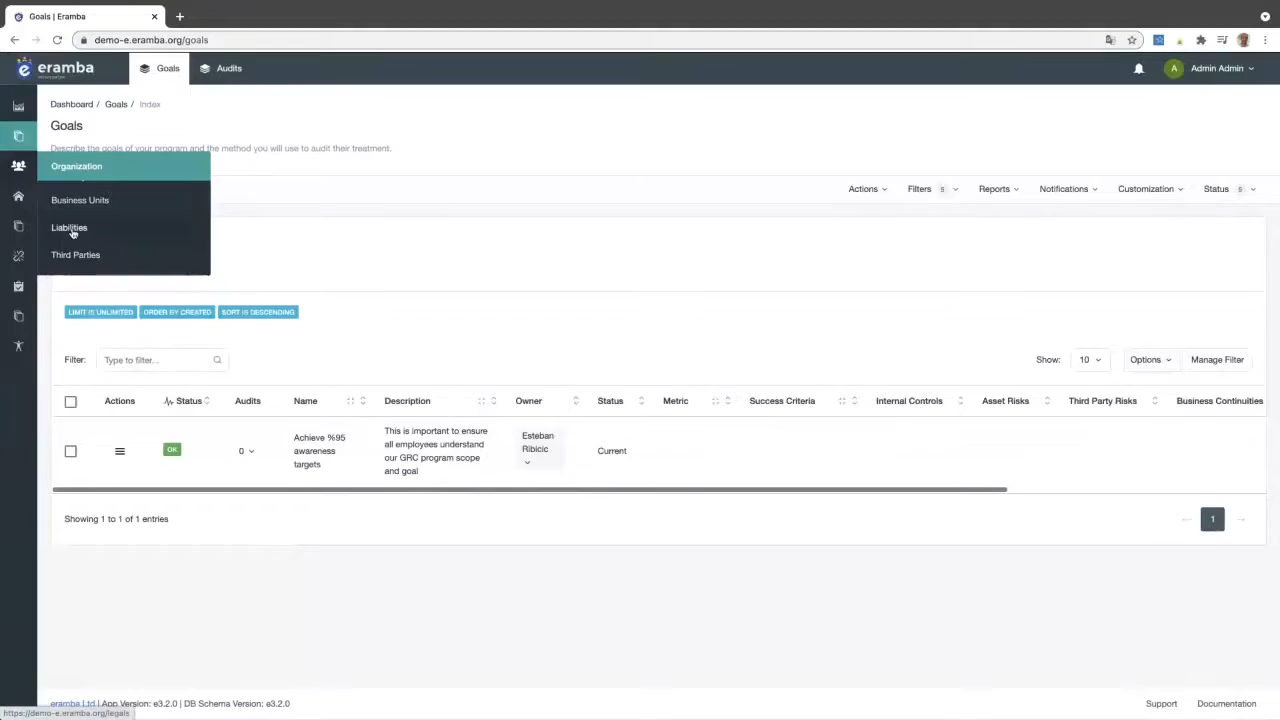 Goals | Eramba
demo-e.eramba.org/goals
eramba
Goals
Audits
A
Admin Admin
Dashboard / Goals / Index
Goals
Describe the goals of your program and the method you will use to audit their treatment.
Organization
Business Units
Liabilities
Third Parties
Actions
Filters
Reports
Notifications
Customization
Status
LIMIT IS UNLIMITED
ORDER BY CREATED
SORT IS DESCENDING
Filter:
Type to filter...
Show:
10
Options
Manage Filter
Actions
Status
Audits
Name
Description
Owner
Status
Metric
Success Criteria
Internal Controls
Asset Risks
Third Party Risks
Business Continuities
OK
0
Achieve %95
awareness
targets
This is important to ensure
all employees understand
our GRC program scope
and goal
Esteban
Ribicic
Current
Showing 1 to 1 of 1 entries
1
eramba Ltd | App Version: e3.2.0 | DB Schema Version: e3.2.0
Support
Documentation
https://demo-e.eramba.org/legals